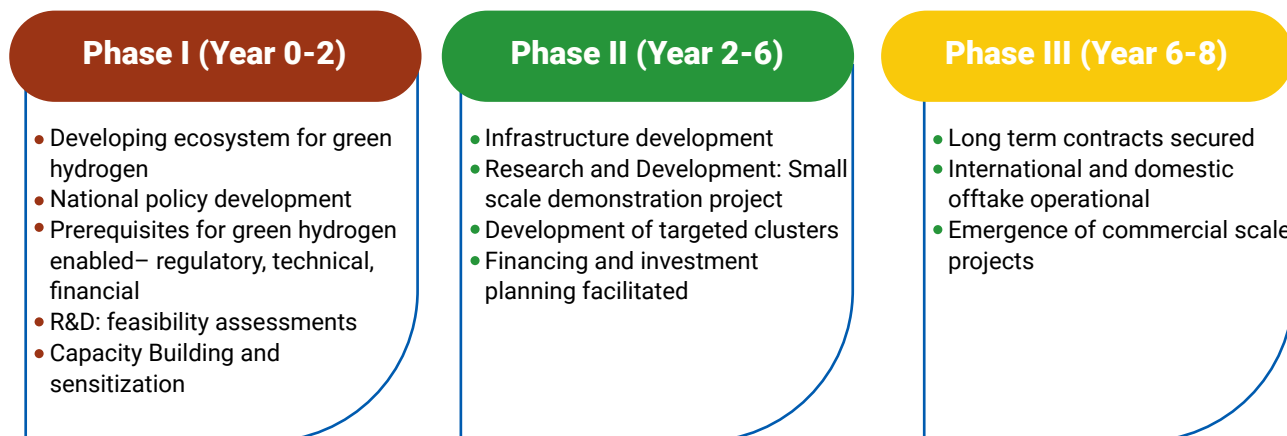 Phase I (Year 0-2)
Developing ecosystem for green
hydrogen
National policy development
Prerequisites for green hydrogen
enabled– regulatory, technical,
financial
R&D: feasibility assessments
Capacity Building and
sensitization
Phase II (Year 2-6)
Infrastructure development
Research and Development: Small
scale demonstration project
Development of targeted clusters
Financing and investment
planning facilitated
Phase III (Year 6-8)
Long term contracts secured
International and domestic
offtake operational
Emergence of commercial scale
projects